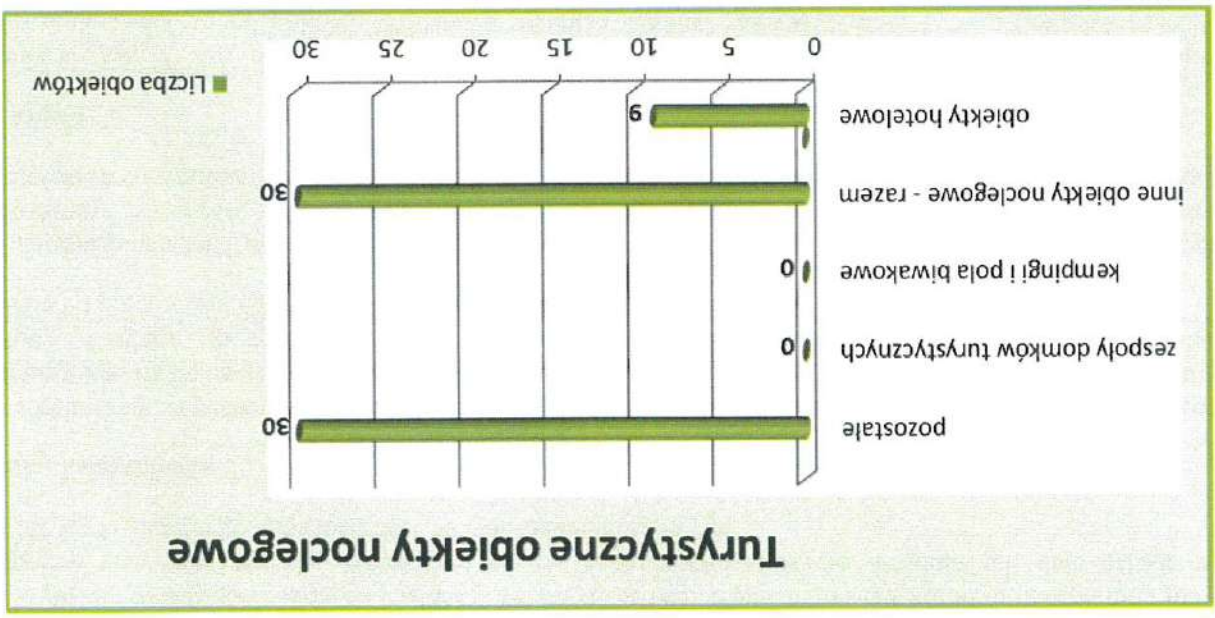 Turystyczne obiekty noclegowe
pozostałe 30
zespoły domków turystycznych 0
kempingi i pola biwakowe 0
inne obiekty noclegowe - razem 30
obiekty hotelowe 9
Liczba obiektów
0 5 10 15 20 25 30